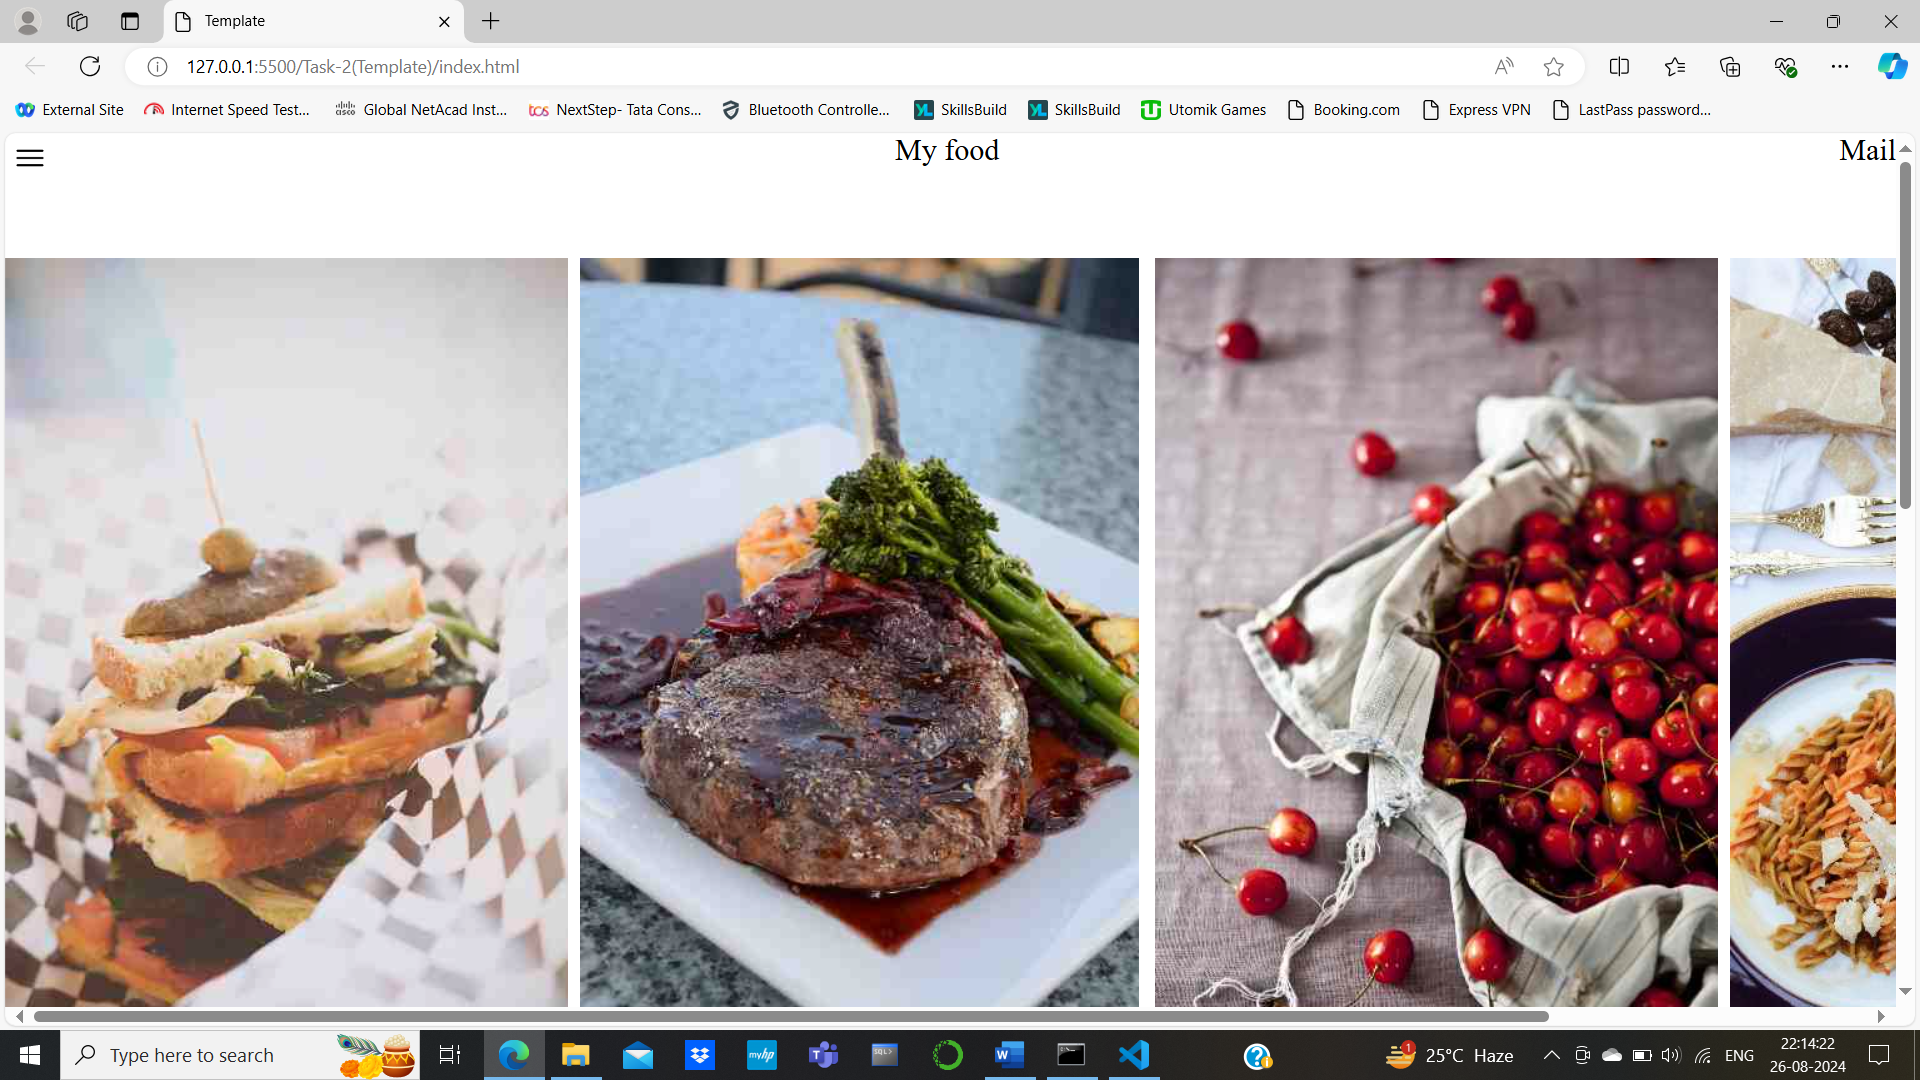 Template
127.0.0.1:5500/Task-2(Template)/index.html
External Site Internet Speed Test... Global NetAcad Inst... NextStep- Tata Cons... Bluetooth Controlle... SkillsBuild SkillsBuild Utomik Games Booking.com Express VPN LastPass password...
My food Mail
Type here to search
25°C Haze
ENG
22:14:22
26-08-2024